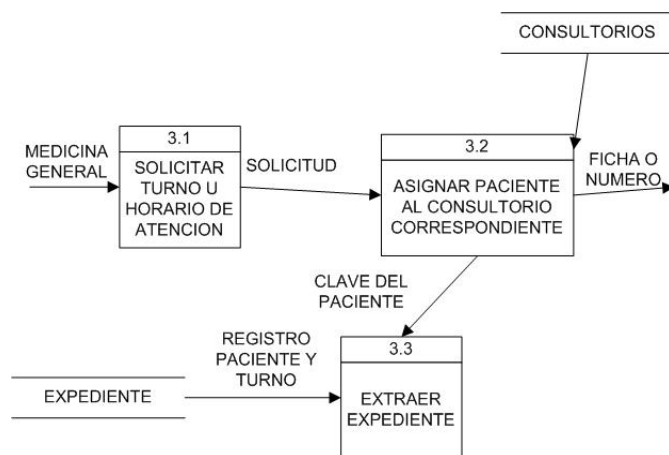 CONSULTORIOS
3.1
MEDICINA
GENERAL
SOLICITAR
TURNO U
HORARIO DE
ATENCION
SOLICITUD
3.2
ASIGNAR PACIENTE
AL CONSULTORIO
CORRESPONDIENTE
FICHA O
NUMERO
CLAVE DEL
PACIENTE
REGISTRO
PACIENTE Y
TURNO
3.3
EXTRAER
EXPEDIENTE
EXPEDIENTE